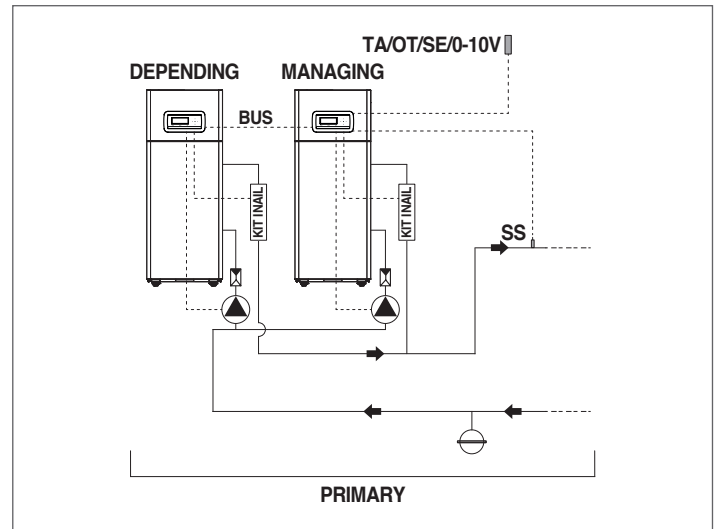 TA/OT/SE/0-10V
DEPENDING
MANAGING
BUS
KIT INAIL
KIT INAIL
SS
PRIMARY